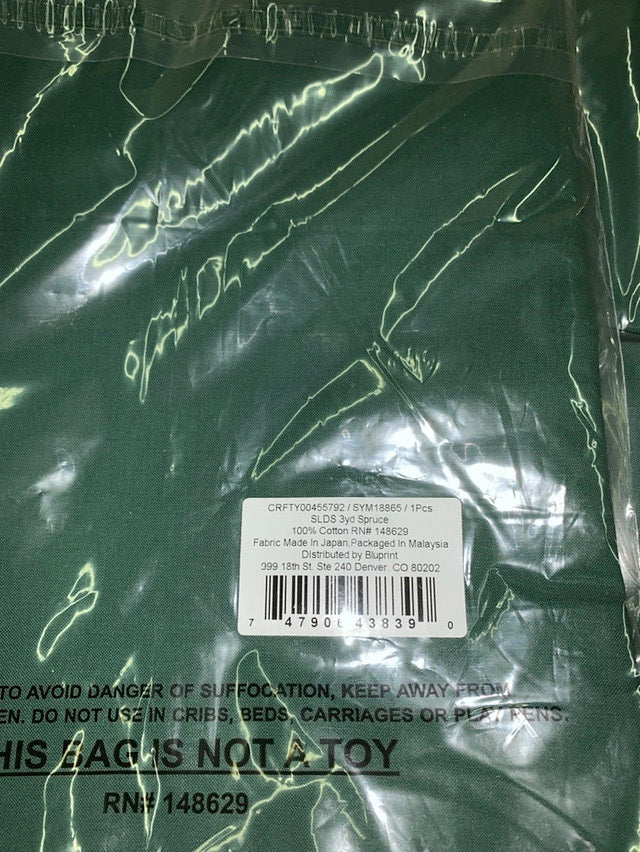 CRFTY00455792 / SYM18865 / 1Pcs
SLDS 3yd Spruce
100% Cotton RN# 148629
Fabric Made In Japan.Packaged In Malaysia
Distributed by Bluprint
999 18th St. Ste 240 Denver, CO 80202
7 47906 43839 0
TO AVOID DANGER OF SUFFOCATION, KEEP AWAY FROM
EN. DO NOT USE IN CRIBS, BEDS, CARRIAGES OR PLAY PENS.
HIS BAG IS NOT A TOY
RN# 148629